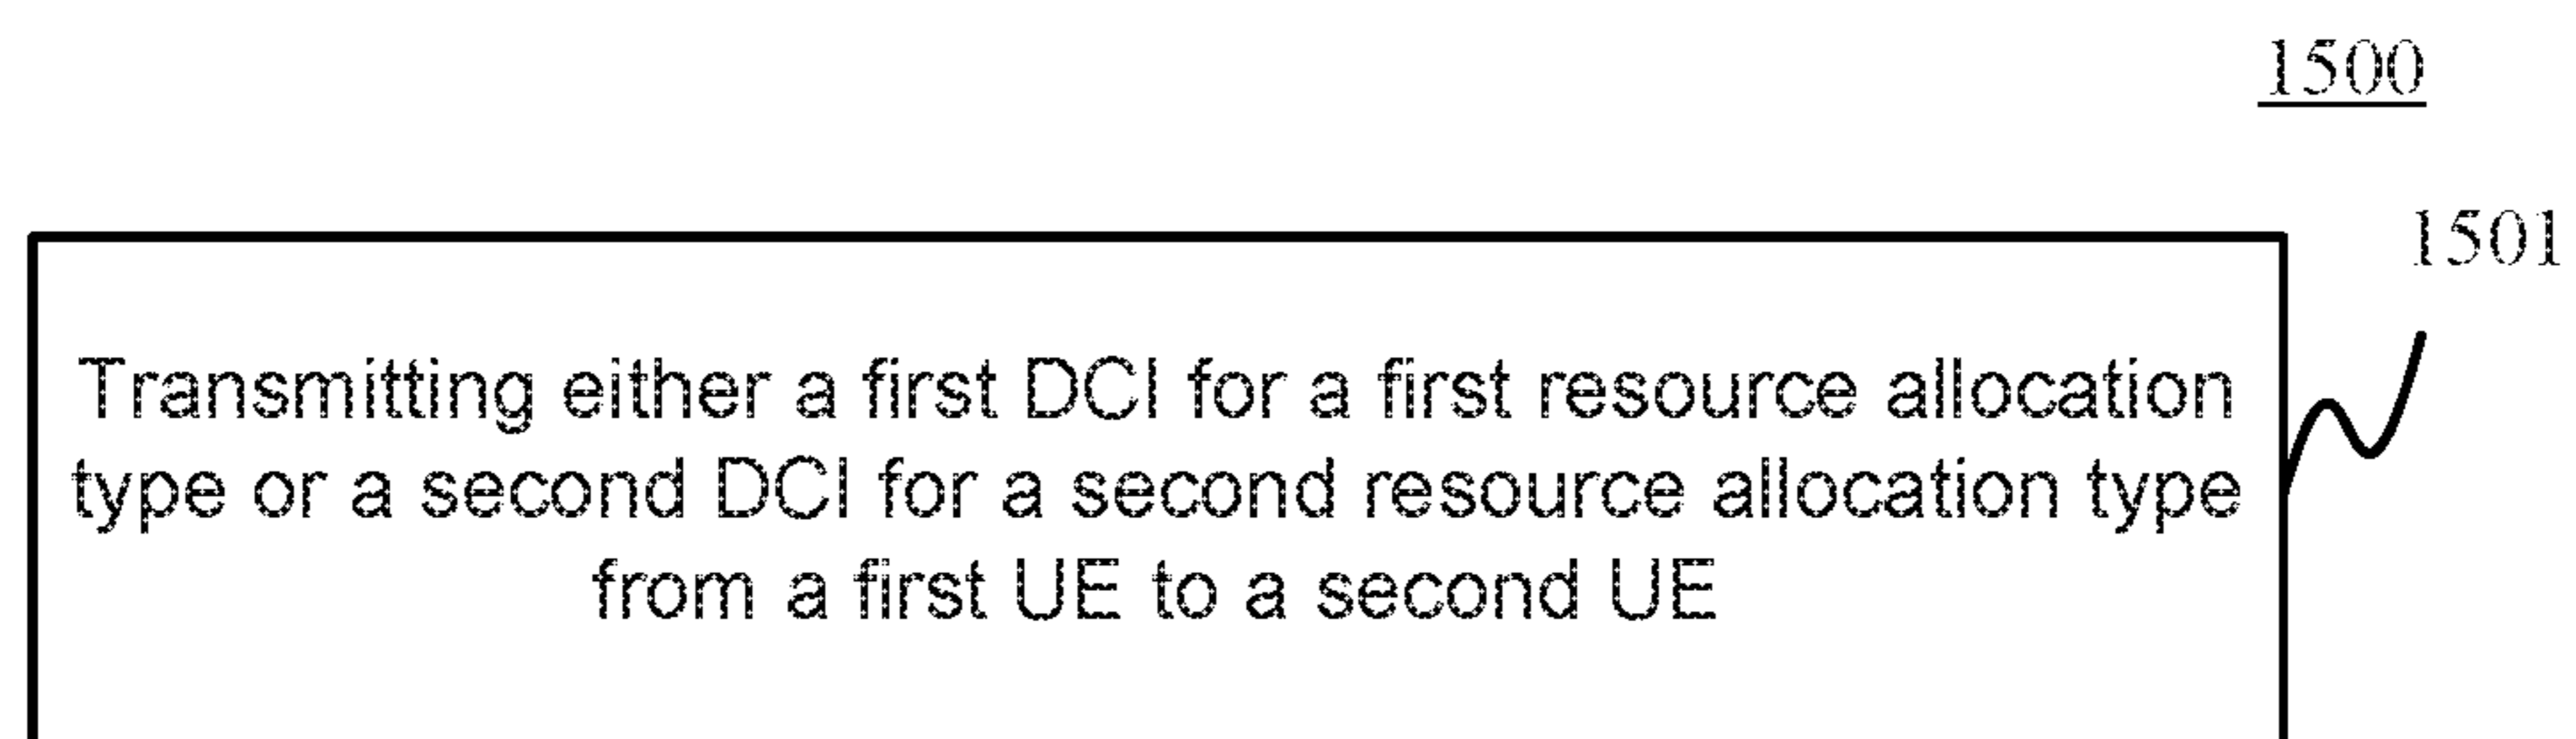 1500
1501
Transmitting either a first DCI for a first resource allocation
type or a second DCI for a second resource allocation type
from a first UE to a second UE